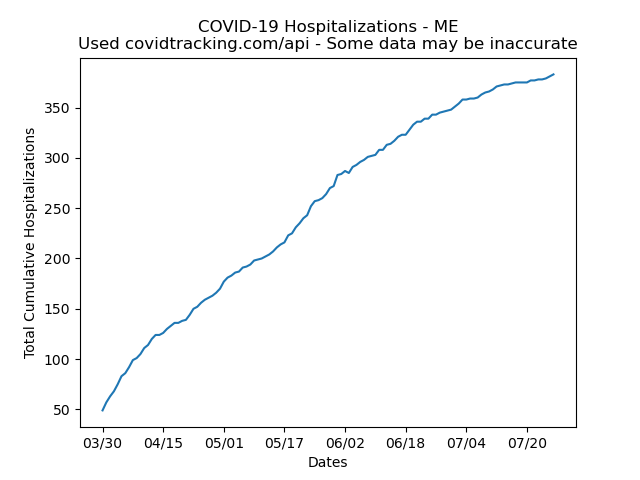 COVID-19 Hospitalizations - ME
Used covidtracking.com/api - Some data may be inaccurate
Total Cumulative Hospitalizations
350
300
250
200
150
100
50
03/30 04/15 05/01 05/17 06/02 06/18 07/04 07/20
Dates